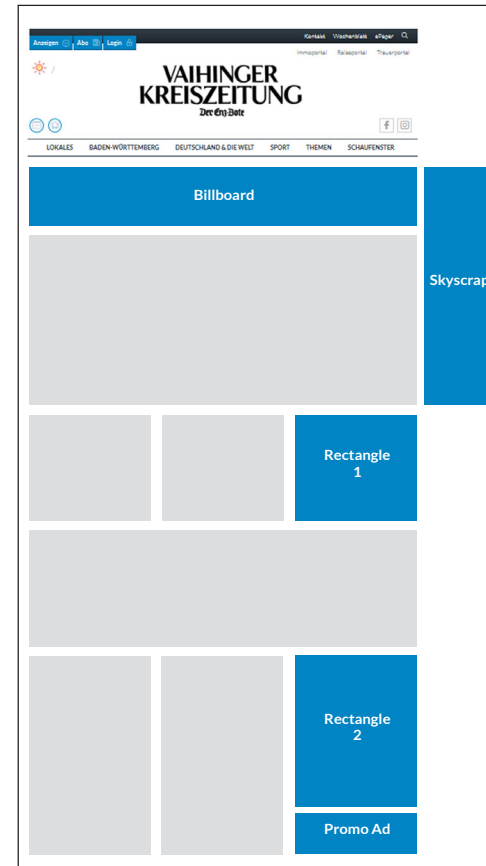 Kontakt Wochenblatt ePaper
Anzeigen Abo Login
Immoportal Reiseportal Trauerportal
/
VAIHINGER
KREISZEITUNG
Der Enz-Bote
LOKALES BADEN-WÜRTTEMBERG DEUTSCHLAND & DIE WELT SPORT THEMEN SCHAUFENSTER
Billboard
Skyscrap
Rectangle
1
Rectangle
2
Promo Ad